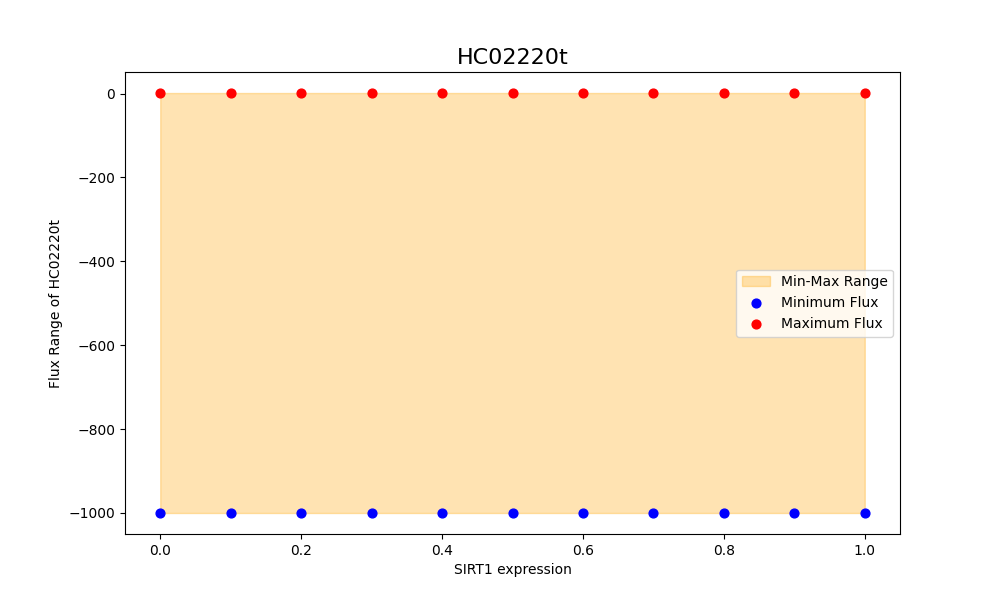 HC02220t
Flux Range of HC02220t
0
−200
−400
−600
−800
−1000
Min-Max Range
Minimum Flux
Maximum Flux
0.0
0.2
0.4
0.6
0.8
1.0
SIRT1 expression